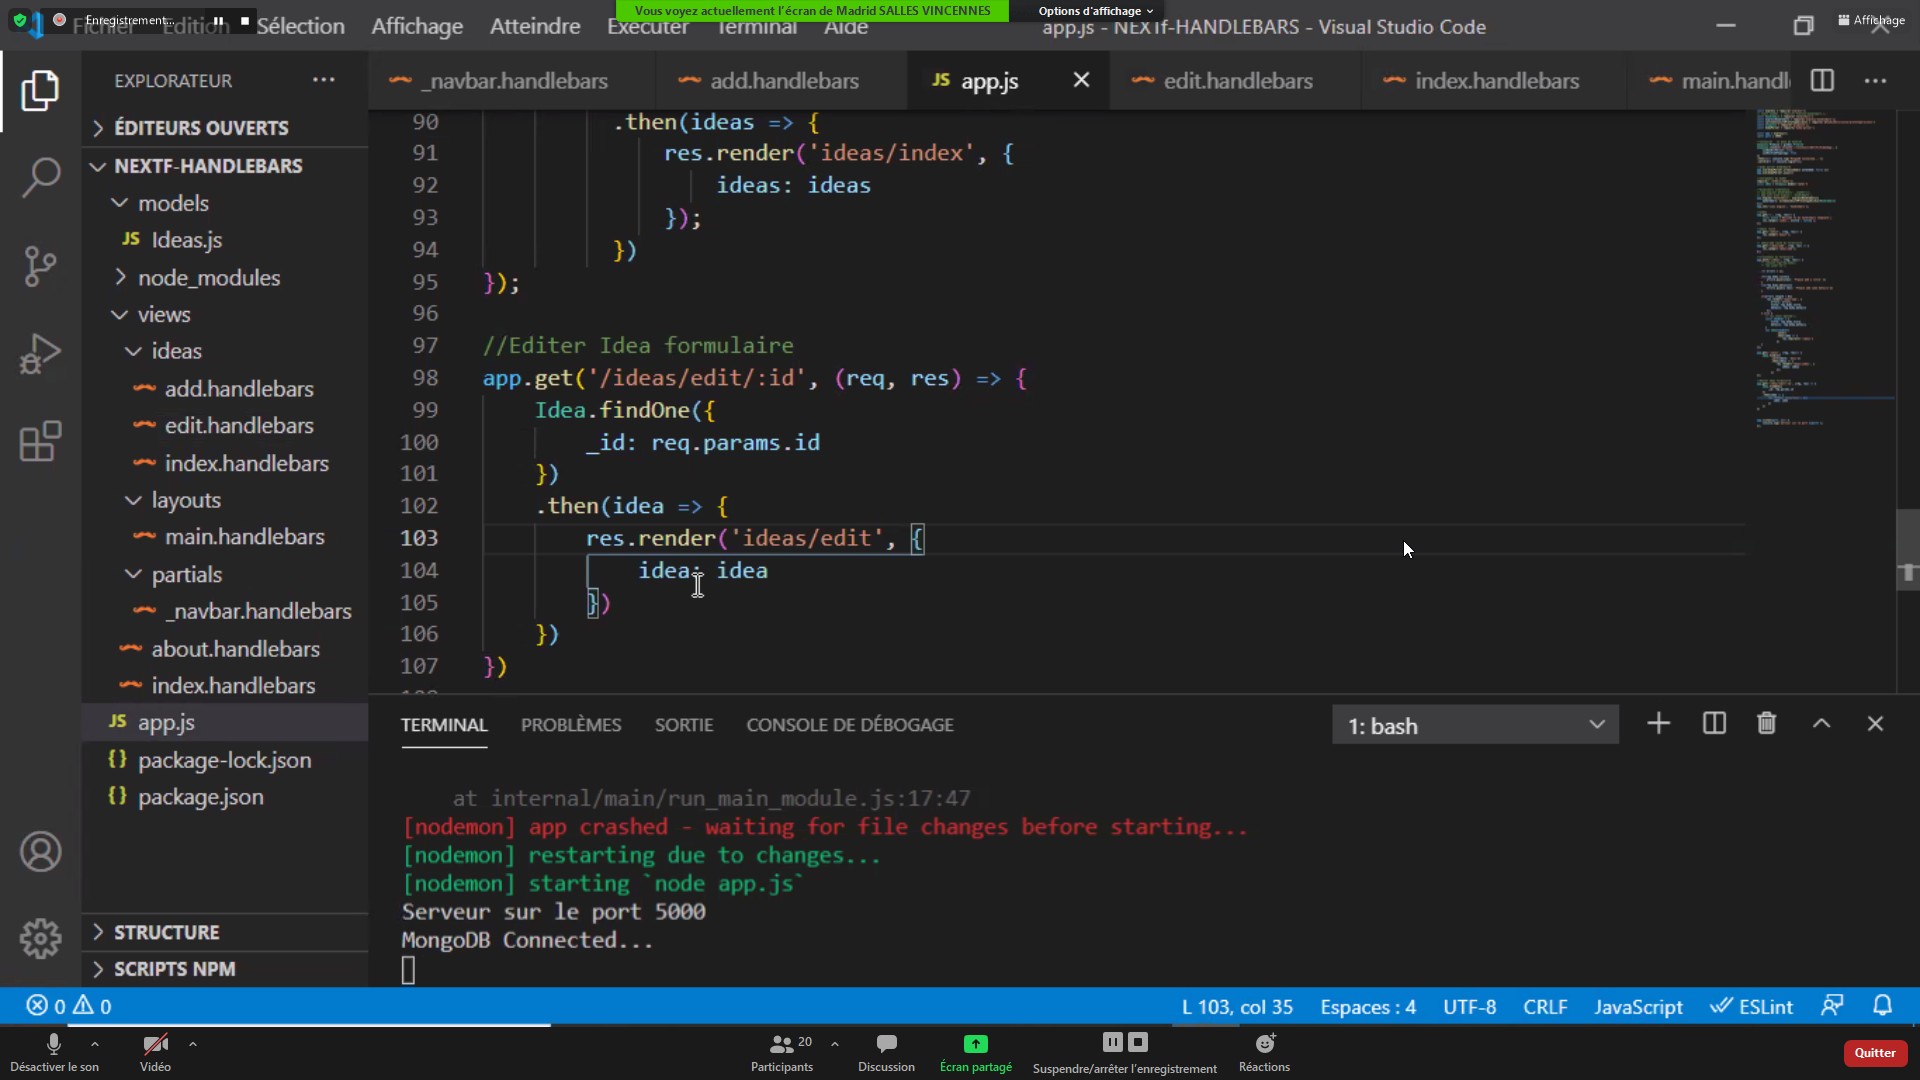 Enregistrement...
Vous voyez actuellement l'écran de Madrid SALLES VINCENNES
Options d'affichage
Affichage
Fichier Edition Sélection Affichage Atteindre Exécuter Terminal Aide
app.js - NEXTF-HANDLEBARS - Visual Studio Code
EXPLORATEUR
_navbar.handlebars
add.handlebars
JS app.js
edit.handlebars
index.handlebars
main.handl
ÉDITEURS OUVERTS
NEXTF-HANDLEBARS
models
JS Ideas.js
node_modules
views
ideas
add.handlebars
edit.handlebars
index.handlebars
layouts
main.handlebars
partials
_navbar.handlebars
about.handlebars
index.handlebars
JS app.js
{} package-lock.json
{} package.json
STRUCTURE
SCRIPTS NPM
90 .then(ideas => {
91 res.render('ideas/index', {
92 ideas: ideas
93 });
94 })
95 });
96
97 //Editer Idea formulaire
98 app.get('/ideas/edit/:id', (req, res) => {
99 Idea.findOne({
100 _id: req.params.id
101 })
102 .then(idea => {
103 res.render('ideas/edit', {
104 idea: idea
105 })
106 })
107 })
TERMINAL PROBLÈMES SORTIE CONSOLE DE DÉBOGAGE
1: bash
at internal/main/run_main_module.js:17:47
[nodemon] app crashed - waiting for file changes before starting...
[nodemon] restarting due to changes...
[nodemon] starting `node app.js`
Serveur sur le port 5000
MongoDB Connected...
0 0
L 103, col 35 Espaces : 4 UTF-8 CRLF JavaScript ESLint
Désactiver le son
Vidéo
20
Participants
Discussion
Écran partagé
Suspendre/arrêter l'enregistrement
Réactions
Quitter